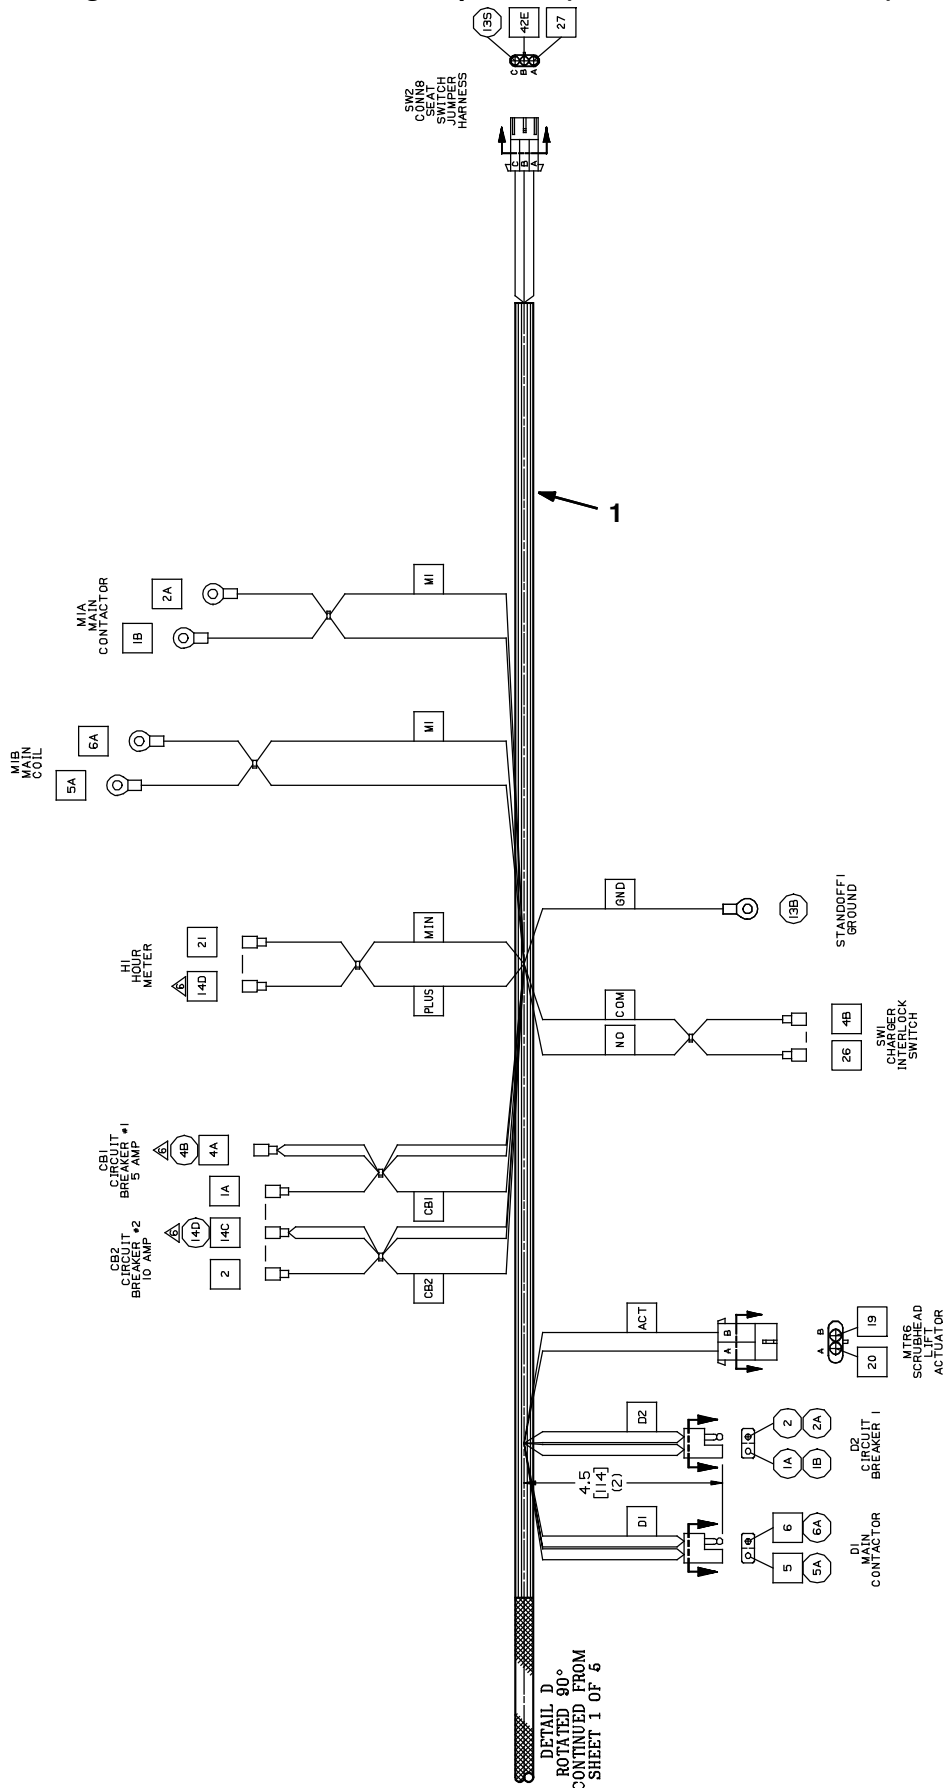 13S
42E
27
C
B
A
SW2
CONN8
SEAT
SWITCH
JUMPER
HARNESS
C
B
A
1
M1A
MAIN
CONTACTOR
2A
1B
M1
M1B
MAIN
COIL
6A
5A
M1
H1
HOUR
METER
21
6
14D
MIN
PLUS
GND
13B
STANDOFF1
GROUND
COM
NO
4B
26
SW1
CHARGER
INTERLOCK
SWITCH
CB1
CIRCUIT
BREAKER #1
5 AMP
6
4B
4A
1A
CB1
CB2
CIRCUIT
BREAKER #2
10 AMP
6
14D
14C
2
CB2
ACT
B
A
B
A
19
20
MTR6
SCRUBHEAD
LIFT
ACTUATOR
D2
2
2A
1A
1B
D2
CIRCUIT
BREAKER 1
4.5
[114]
(2)
D1
6
6A
5
5A
D1
MAIN
CONTACTOR
DETAIL D
ROTATED 90°
CONTINUED FROM
SHEET 1 OF 5